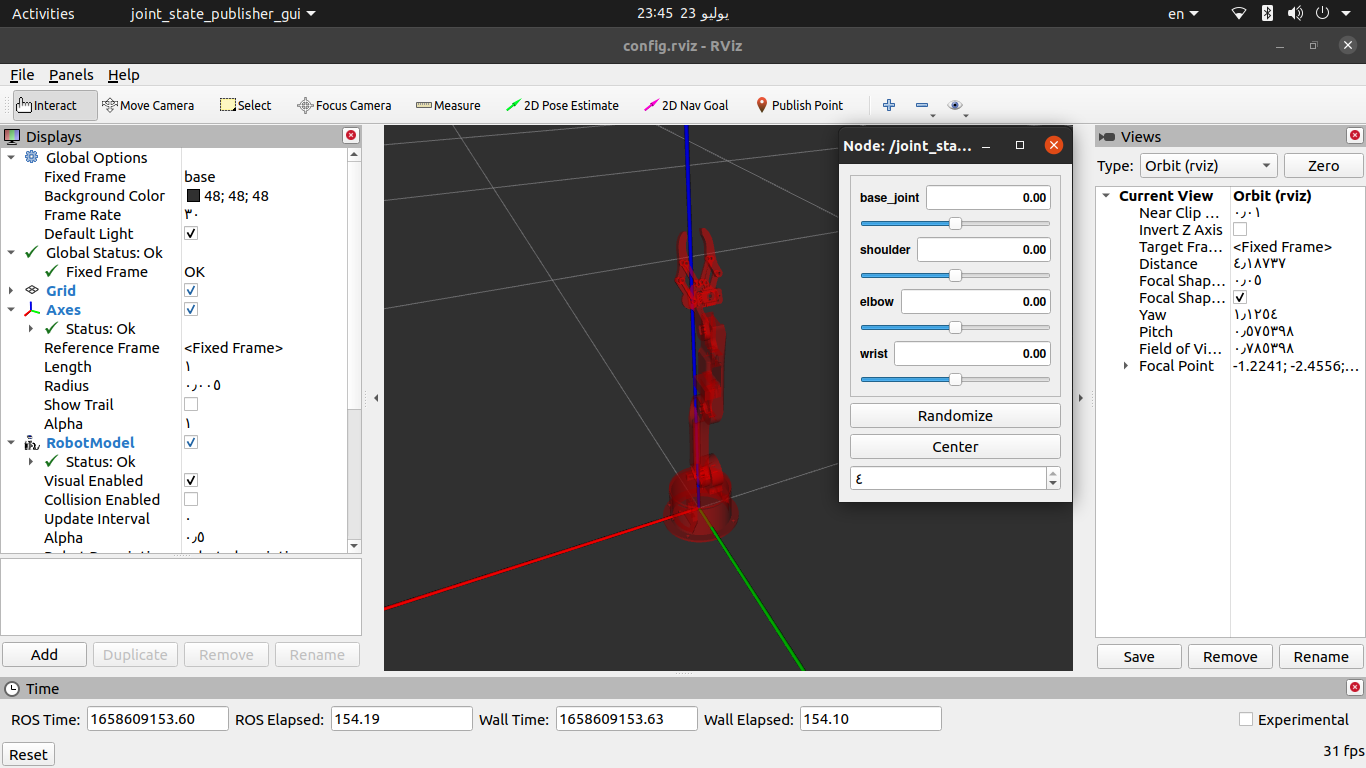 Activities joint_state_publisher_gui 23:45 23 يوليو en
config.rviz - RViz
File Panels Help
Interact Move Camera Select Focus Camera Measure 2D Pose Estimate 2D Nav Goal Publish Point
Displays
Global Options
Fixed Frame base
Background Color 48; 48; 48
Frame Rate ٣٠
Default Light
Global Status: Ok
Fixed Frame OK
Grid
Axes
Status: Ok
Reference Frame <Fixed Frame>
Length ١
Radius ٠٫٠٠٥
Show Trail
Alpha ١
RobotModel
Status: Ok
Visual Enabled
Collision Enabled
Update Interval ٠
Alpha ٠٫٥
Add Duplicate Remove Rename
Node: /joint_sta...
base_joint 0.00
shoulder 0.00
elbow 0.00
wrist 0.00
Randomize
Center
٤
Views
Type: Orbit (rviz) Zero
Current View Orbit (rviz)
Near Clip ... ٠٫٠١
Invert Z Axis
Target Fra... <Fixed Frame>
Distance ٤٫١٨٧٣٧
Focal Shap... ٠٫٠٥
Focal Shap...
Yaw ١٫١٢٥٤
Pitch ٠٫٥٧٥٣٩٨
Field of Vi... ٠٫٧٨٥٣٩٨
Focal Point -1.2241; -2.4556;...
Save Remove Rename
Time
ROS Time: 1658609153.60 ROS Elapsed: 154.19 Wall Time: 1658609153.63 Wall Elapsed: 154.10 Experimental
Reset 31 fps